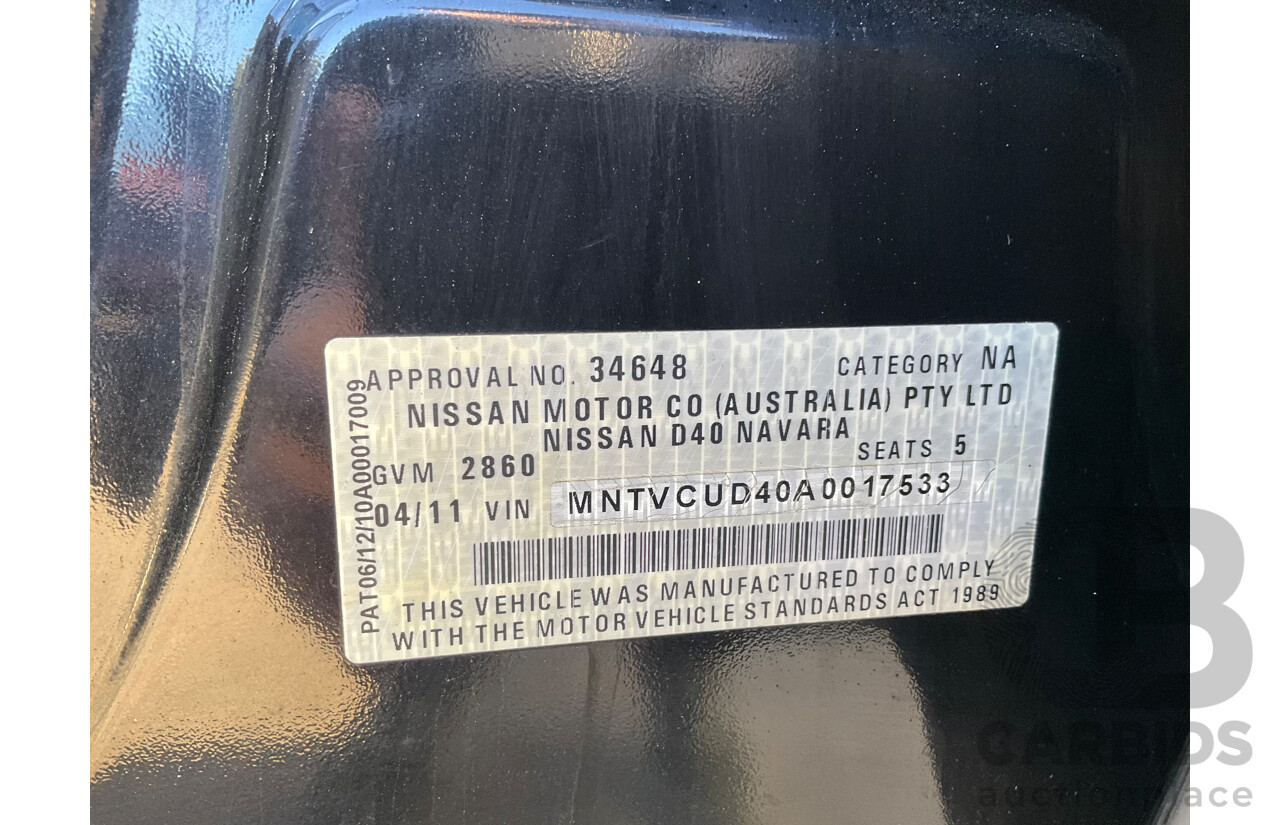 APPROVAL NO. 34648 CATEGORY NA
NISSAN MOTOR CO (AUSTRALIA) PTY LTD
NISSAN D40 NAVARA
GVM 2860 SEATS 5
04/11 VIN MNTVCUD40A0017533
THIS VEHICLE WAS MANUFACTURED TO COMPLY
WITH THE MOTOR VEHICLE STANDARDS ACT 1989
PAT06/12/10A00017009
CARBIDS
auctionplace